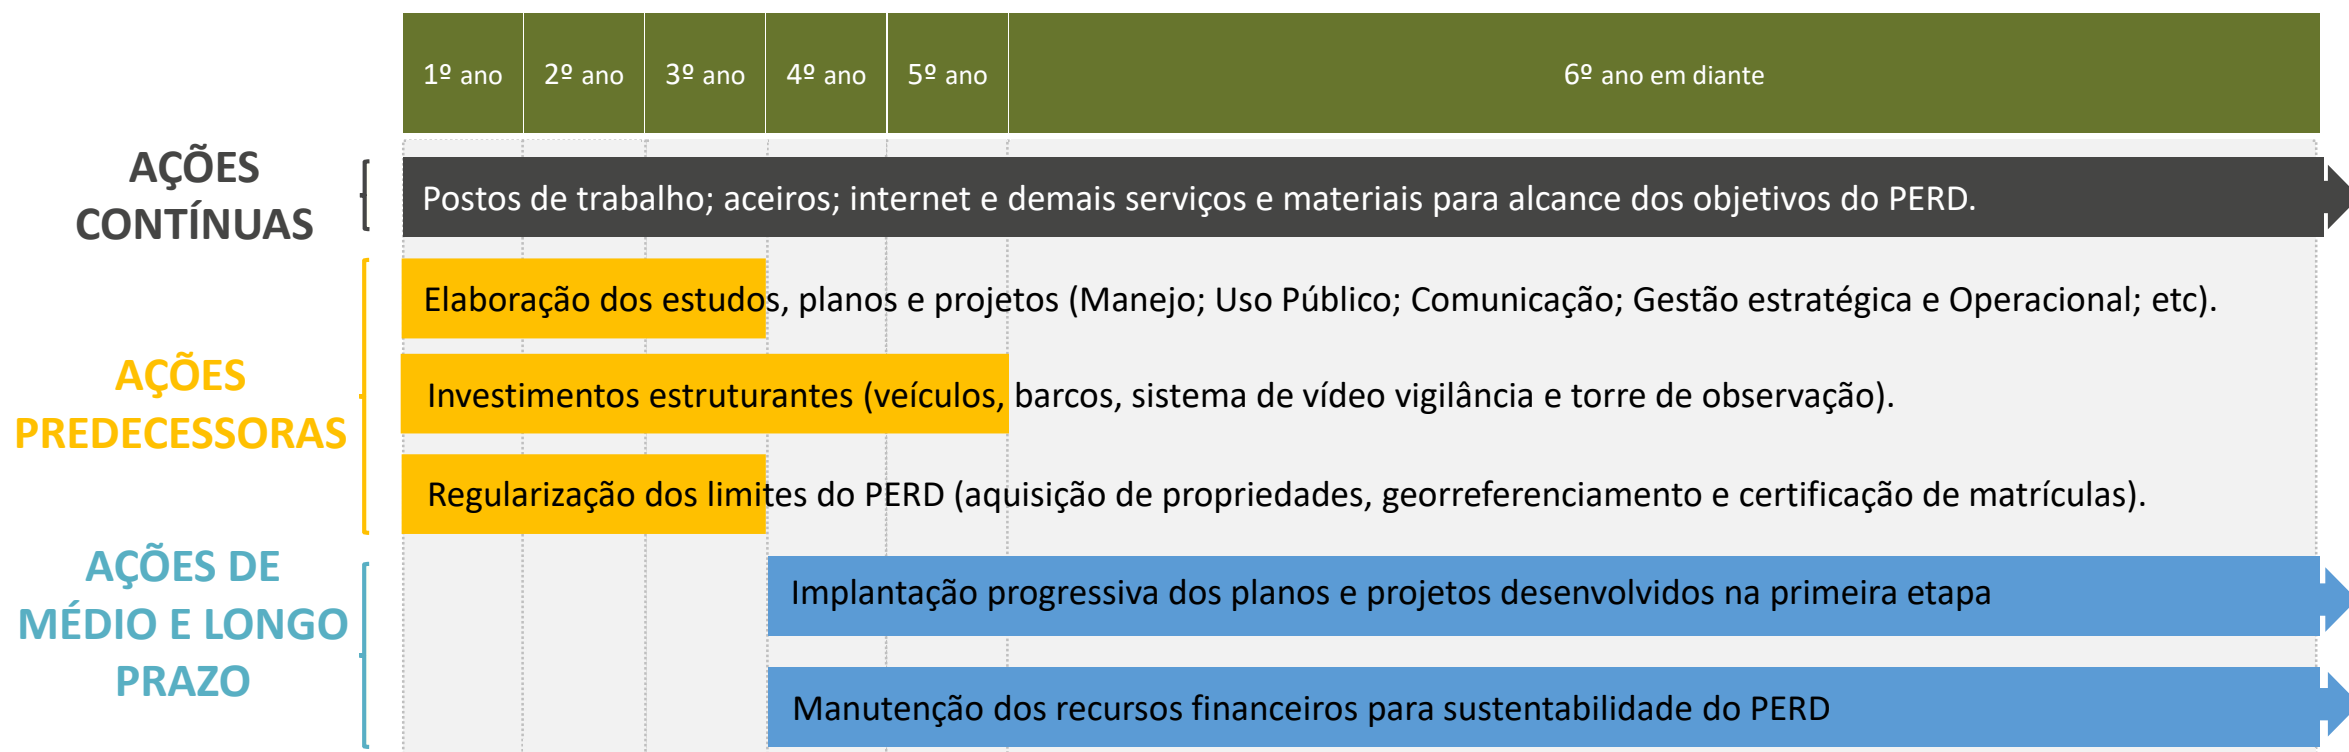 1º ano 2º ano 3º ano 4º ano 5º ano 6º ano em diante
AÇÕES
CONTÍNUAS
Postos de trabalho; aceiros; internet e demais serviços e materiais para alcance dos objetivos do PERD.
AÇÕES
PREDECESSORAS
Elaboração dos estudos, planos e projetos (Manejo; Uso Público; Comunicação; Gestão estratégica e Operacional; etc).
Investimentos estruturantes (veículos, barcos, sistema de vídeo vigilância e torre de observação).
Regularização dos limites do PERD (aquisição de propriedades, georreferenciamento e certificação de matrículas).
AÇÕES DE
MÉDIO E LONGO
PRAZO
Implantação progressiva dos planos e projetos desenvolvidos na primeira etapa
Manutenção dos recursos financeiros para sustentabilidade do PERD